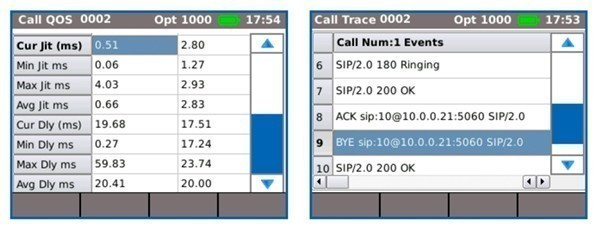 Call QOS 0002 Opt 1000 17:54
Cur Jit (ms) 0.51 2.80
Min Jit ms 0.06 1.27
Max Jit ms 4.03 2.93
Avg Jit ms 0.66 2.83
Cur Dly (ms) 19.68 17.51
Min Dly ms 0.27 17.24
Max Dly ms 59.83 23.74
Avg Dly ms 20.41 20.00
Call Trace 0002 Opt 1000 17:53
Call Num:1 Events
6 SIP/2.0 180 Ringing
7 SIP/2.0 200 OK
8 ACK sip:10@10.0.0.21:5060 SIP/2.0
9 BYE sip:10@10.0.0.21:5060 SIP/2.0
10 SIP/2.0 200 OK